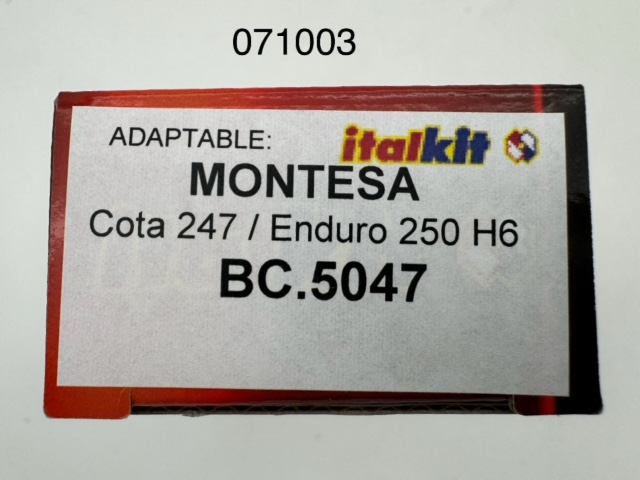 071003
ADAPTABLE: italkit
MONTESA
Cota 247 / Enduro 250 H6
BC.5047